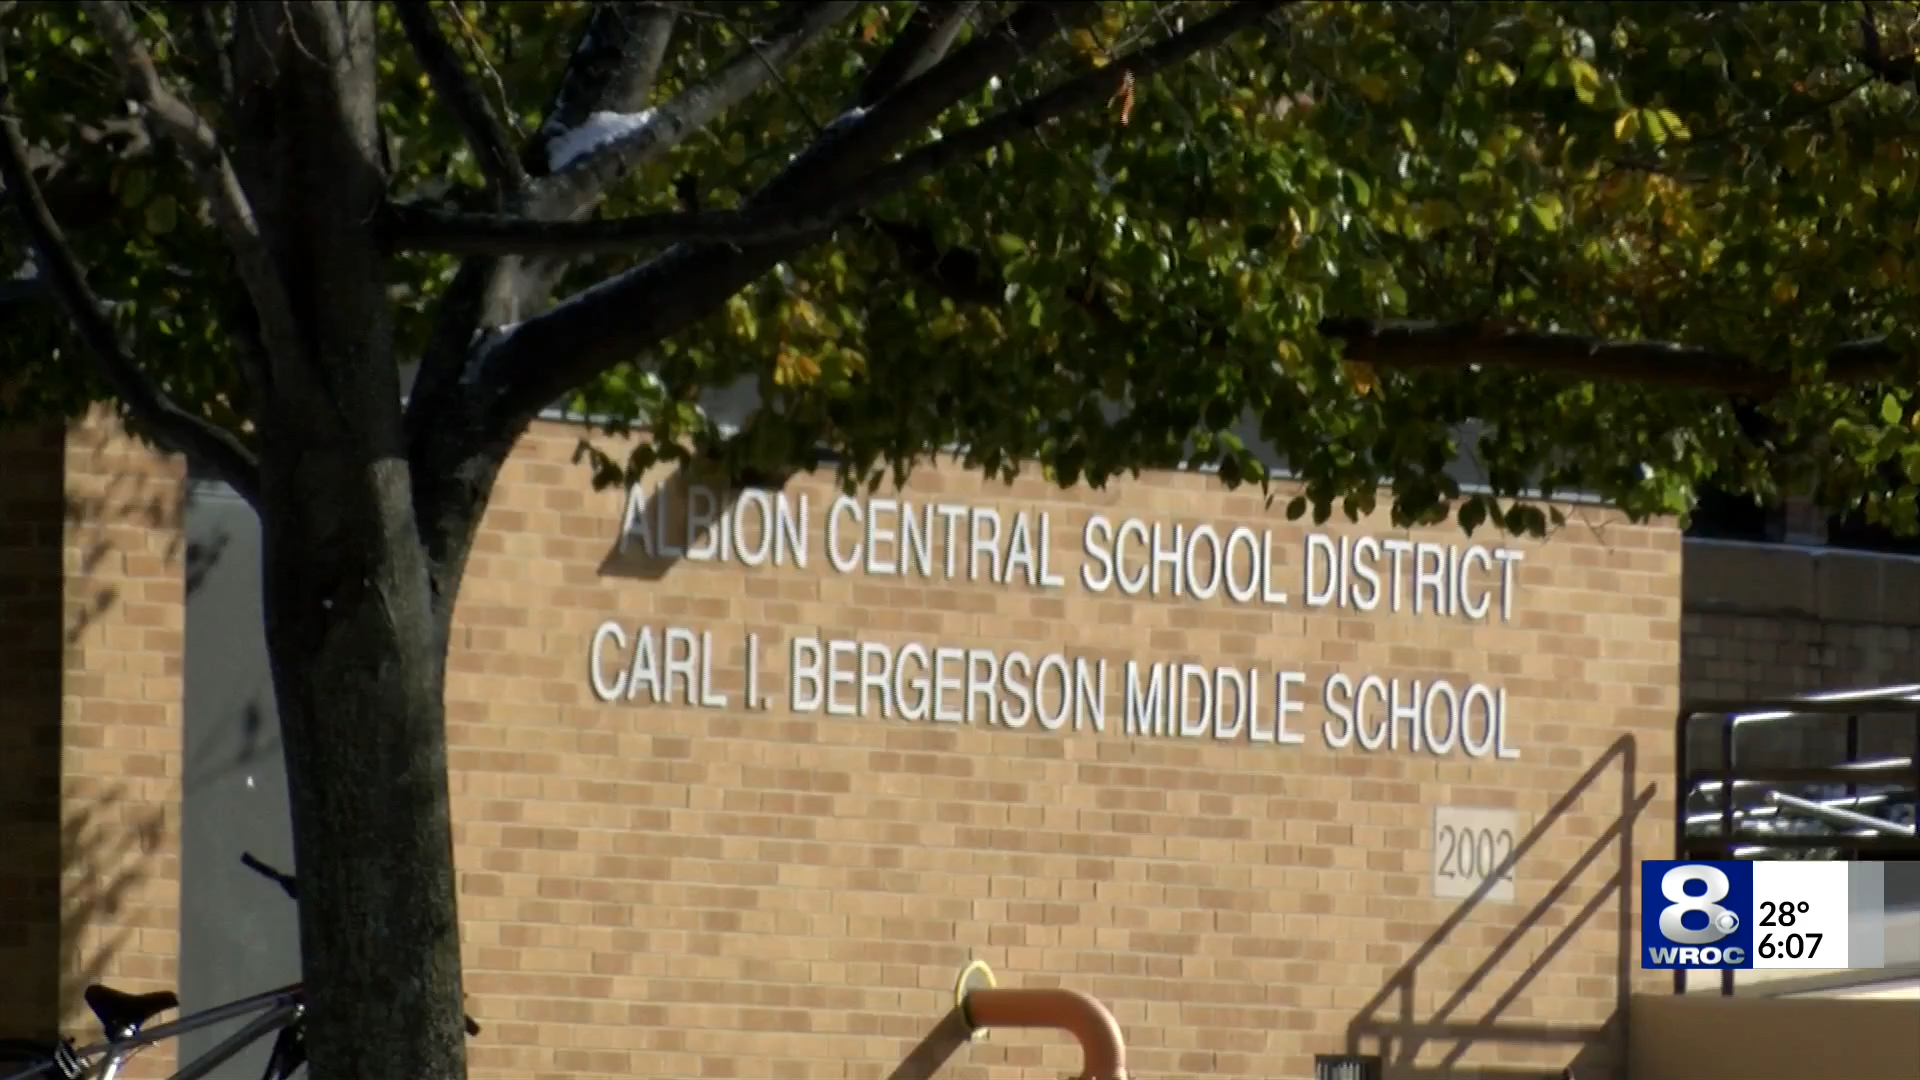 ALBION CENTRAL SCHOOL DISTRICT
CARL I. BERGERSON MIDDLE SCHOOL
2002
8
WROC
28°
6:07